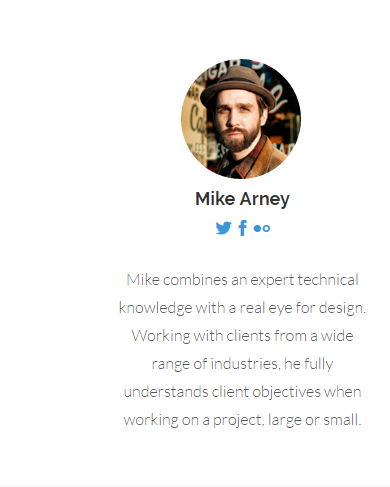 Mike Arney
Mike combines an expert technical
knowledge with a real eye for design.
Working with clients from a wide
range of industries, he fully
understands client objectives when
working on a project, large or small.